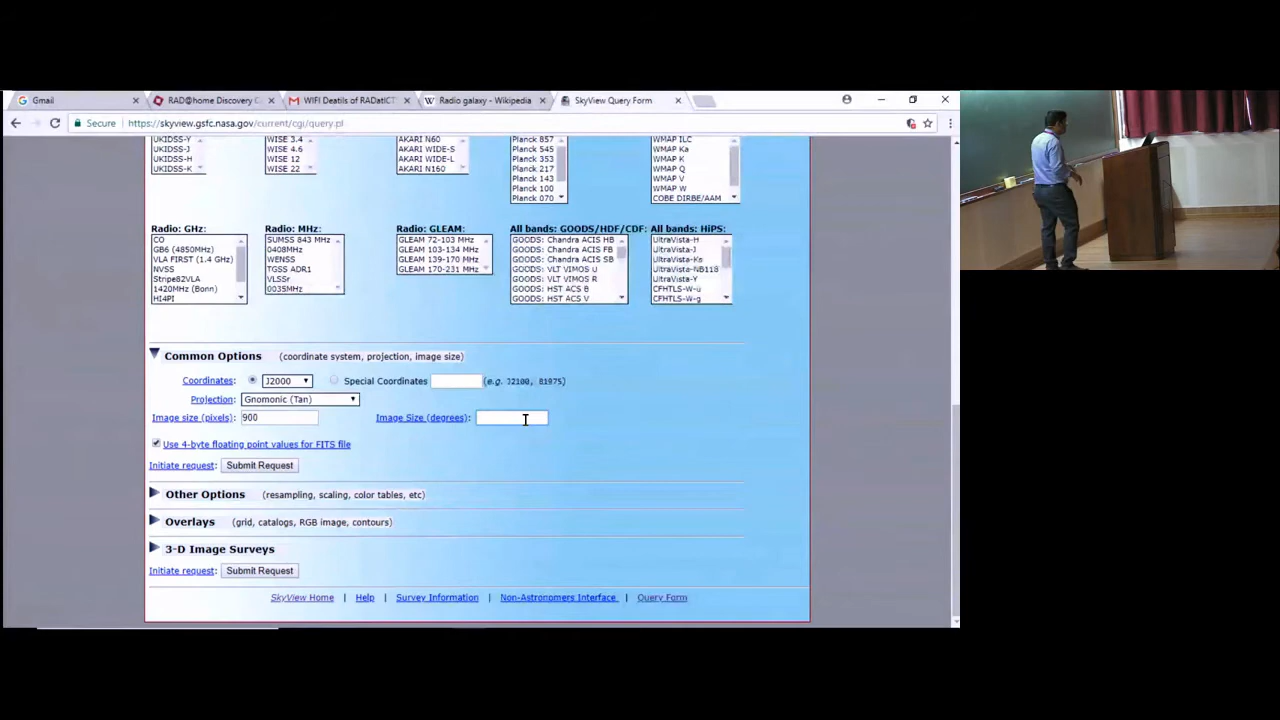 Gmail
RAD@home Discovery C
WIFI Deatils of RADatICT
Radio galaxy - Wikipedia
SkyView Query Form
Secure
https://skyview.gsfc.nasa.gov/current/cgi/query.pl
UKIDSS-Y
UKIDSS-J
UKIDSS-H
UKIDSS-K
WISE 3.4
WISE 4.6
WISE 12
WISE 22
AKARI N60
AKARI WIDE-S
AKARI WIDE-L
AKARI N160
Planck 857
Planck 545
Planck 353
Planck 217
Planck 143
Planck 100
Planck 070
WMAP ILC
WMAP Ka
WMAP K
WMAP Q
WMAP V
WMAP W
COBE DIRBE/AAM
Radio: GHz:
CO
GB6 (4850MHz)
VLA FIRST (1.4 GHz)
NVSS
Stripe82VLA
1420MHz (Bonn)
HI4PI
Radio: MHz:
SUMSS 843 MHz
0408MHz
WENSS
TGSS ADR1
VLSSr
0035MHz
Radio: GLEAM:
GLEAM 72-103 MHz
GLEAM 103-134 MHz
GLEAM 139-170 MHz
GLEAM 170-231 MHz
All bands: GOODS/HDF/CDF:
GOODS: Chandra ACIS HB
GOODS: Chandra ACIS FB
GOODS: Chandra ACIS SB
GOODS: VLT VIMOS U
GOODS: VLT VIMOS R
GOODS: HST ACS B
GOODS: HST ACS V
All bands: HiPS:
UltraVista-H
UltraVista-J
UltraVista-Ks
UltraVista-NB118
UltraVista-Y
CFHTLS-W-u
CFHTLS-W-g
Common Options (coordinate system, projection, image size)
Coordinates: J2000 Special Coordinates (e.g. J2100, B1975)
Projection: Gnomonic (Tan)
Image size (pixels): 900 Image Size (degrees):
Use 4-byte floating point values for FITS file
Initiate request: Submit Request
Other Options (resampling, scaling, color tables, etc)
Overlays (grid, catalogs, RGB image, contours)
3-D Image Surveys
Initiate request: Submit Request
SkyView Home | Help | Survey Information | Non-Astronomers Interface | Query Form